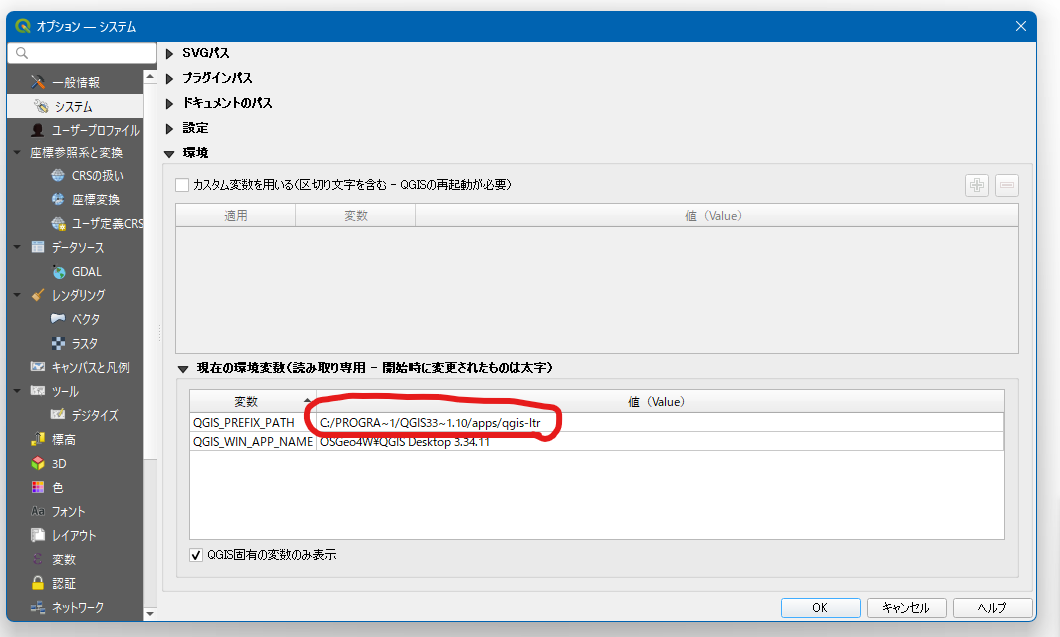 オプション — システム
SVGパス
プラグインパス
ドキュメントのパス
設定
環境
カスタム変数を用いる(区切り文字を含む - QGISの再起動が必要)
適用 変数 値 (Value)
現在の環境変数(読み取り専用 - 開始時に変更されたものは太字)
変数 値 (Value)
QGIS_PREFIX_PATH C:/PROGRA~1/QGIS33~1.10/apps/qgis-ltr
QGIS_WIN_APP_NAME OSGeo4W¥QGIS Desktop 3.34.11
QGIS固有の変数のみ表示
一般情報
システム
ユーザープロファイル
座標参照系と変換
CRSの扱い
座標変換
ユーザ定義CRS
データソース
GDAL
レンダリング
ベクタ
ラスタ
キャンバスと凡例
ツール
デジタイズ
標高
3D
色
Aa フォント
レイアウト
変数
認証
ネットワーク
OK キャンセル ヘルプ